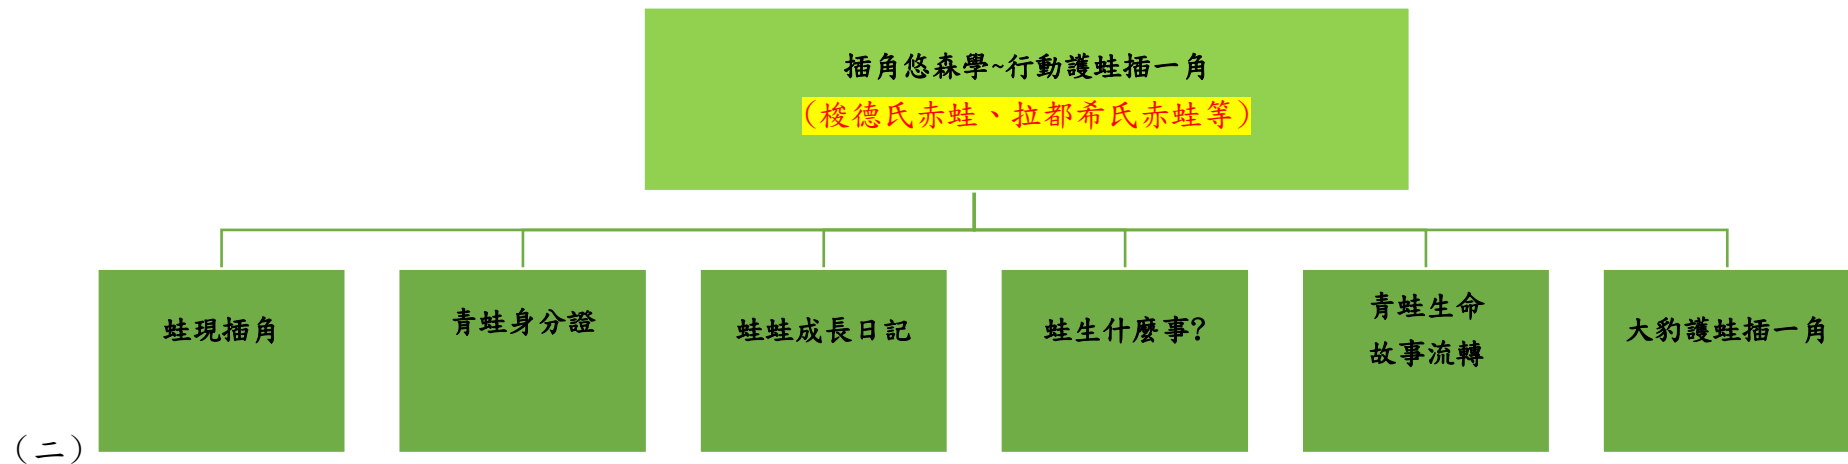 插角悠森學~行動護蛙插一角
(梭德氏赤蛙、拉都希氏赤蛙等)
蛙現插角
青蛙身分證
蛙蛙成長日記
蛙生什麼事?
青蛙生命
故事流轉
大豹護蛙插一角
(二)